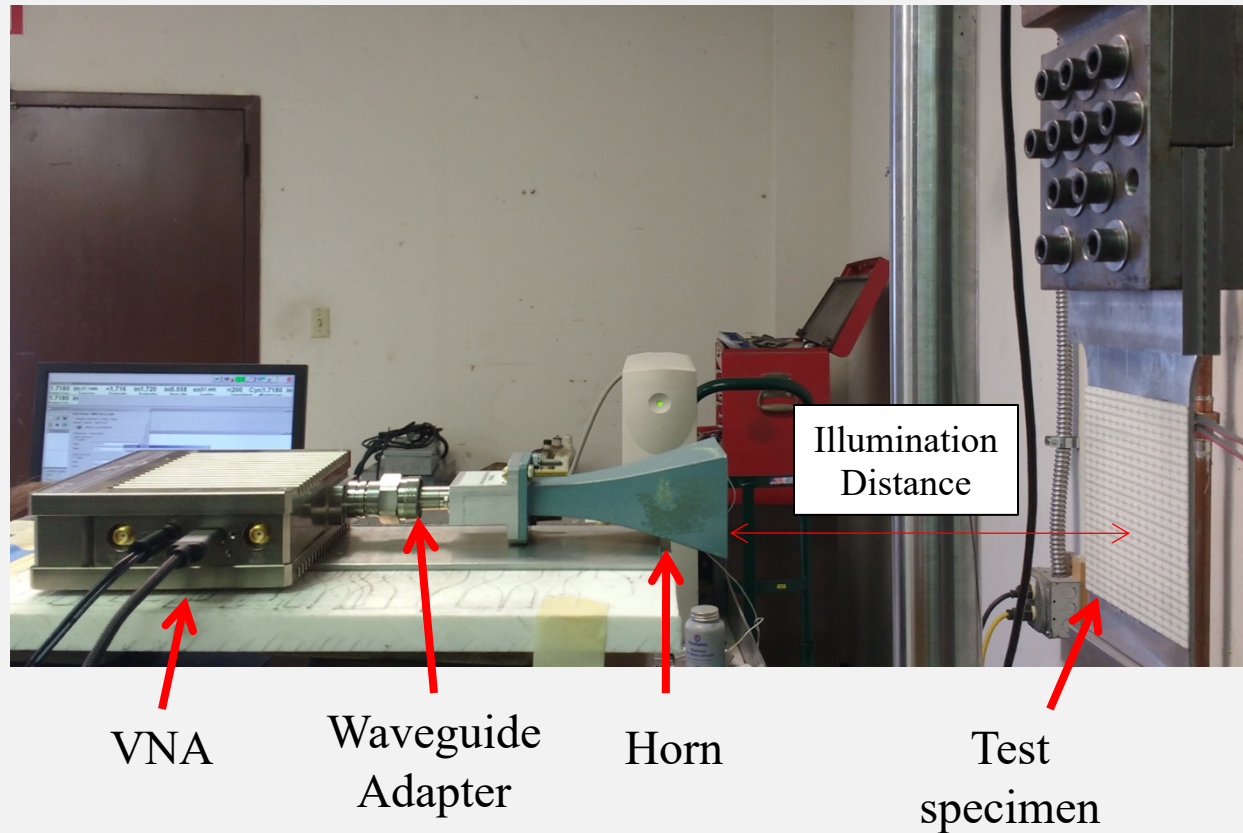 Illumination
Distance
VNA
Waveguide
Adapter
Horn
Test
specimen